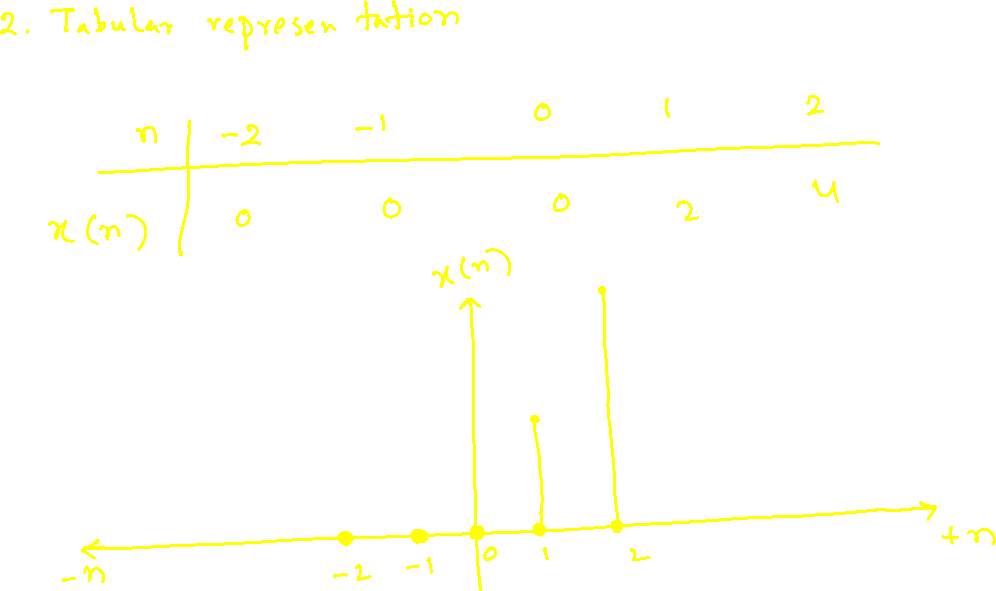 2. Tabular representation
n -2 -1 0 1 2
x(n) 0 0 0 2 4
x(n)
-n -2 -1 0 1 2 +n